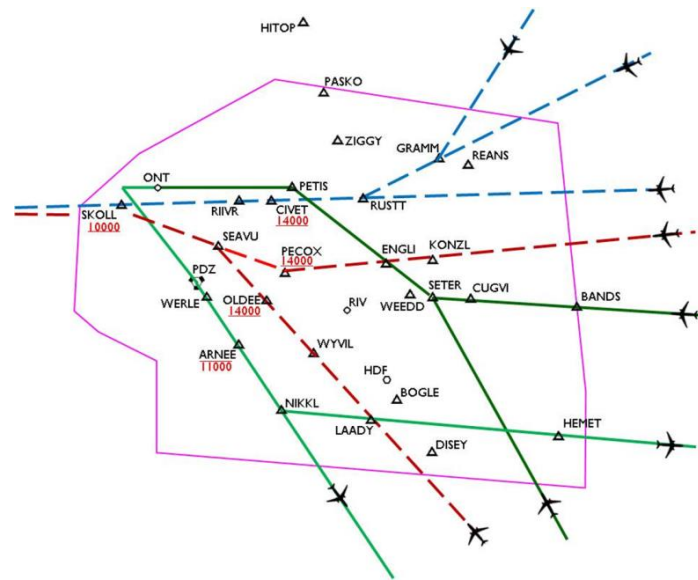 HITOP
PASKO
ZIGGY
GRAMM
REANS
ONT
PETIS
SKOLL
10000
RIIVR
CIVET
14000
RUSTT
SEAVU
PECOX
14000
ENGLI
KONZL
PDZ
WERLE
OLDEE
14000
RIV
WEEDD
SETER
CUGVI
BANDS
ARNEE
11000
WYVIL
HDF
BOGLE
NIKKL
LAADY
HEMET
DISEY